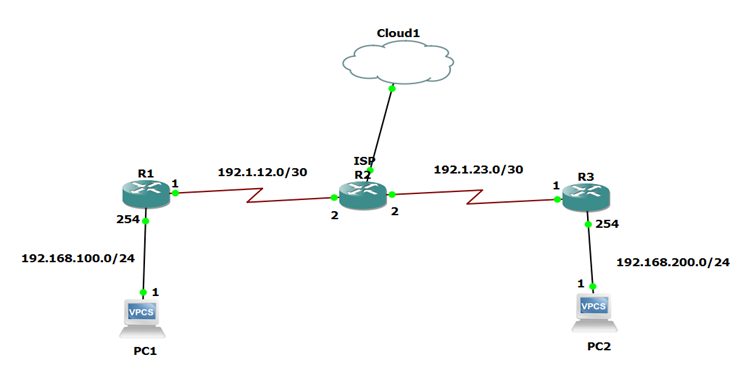 Cloud1
ISP
R1
192.1.12.0/30
R2
192.1.23.0/30
R3
1
1
2
2
254
254
192.168.100.0/24
192.168.200.0/24
1
1
VPCS
VPCS
PC1
PC2